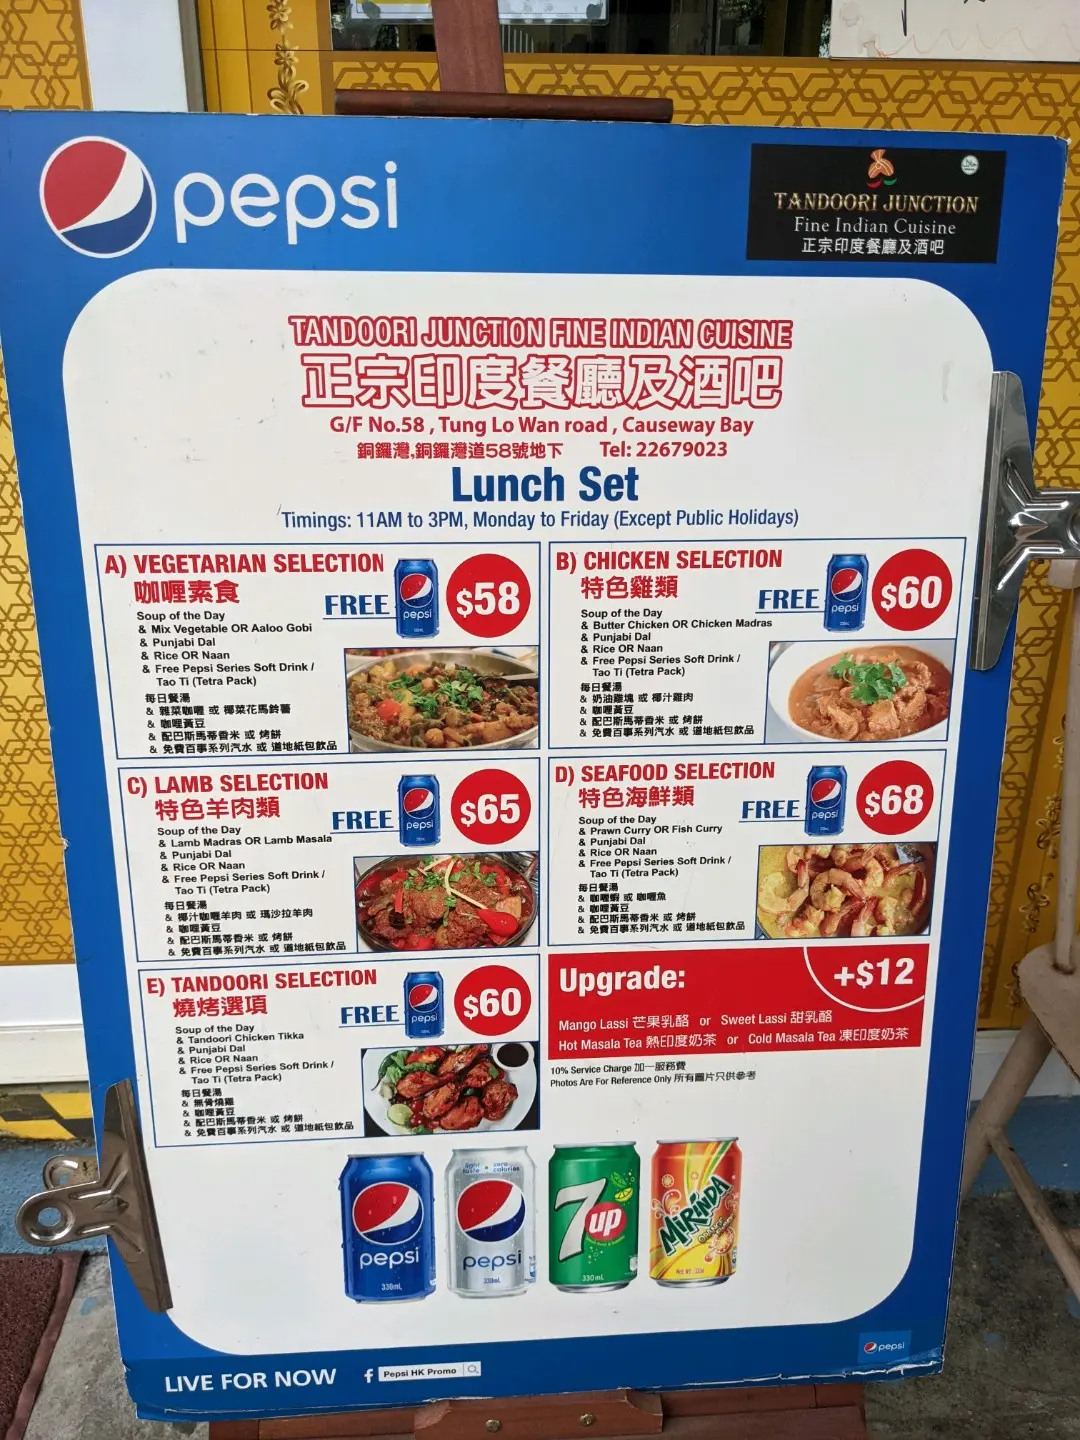 pepsi
TANDOORI JUNCTION
Fine Indian Cuisine
正宗印度餐廳及酒吧
TANDOORI JUNCTION FINE INDIAN CUISINE
正宗印度餐廳及酒吧
G/F No.58 , Tung Lo Wan road , Causeway Bay
銅鑼灣,銅鑼灣道58號地下 Tel: 22679023
Lunch Set
Timings: 11AM to 3PM, Monday to Friday (Except Public Holidays)
A) VEGETARIAN SELECTION
咖喱素食
FREE
pepsi
$58
Soup of the Day
& Mix Vegetable OR Aaloo Gobi
& Punjabi Dal
& Rice OR Naan
& Free Pepsi Series Soft Drink /
Tao Ti (Tetra Pack)
每日餐湯
& 雜菜咖喱 或 椰菜花馬鈴薯
& 咖喱黃豆
& 配巴斯馬蒂香米 或 烤餅
& 免費百事系列汽水 或 道地紙包飲品
B) CHICKEN SELECTION
特色雞類
FREE
pepsi
$60
Soup of the Day
& Butter Chicken OR Chicken Madras
& Punjabi Dal
& Rice OR Naan
& Free Pepsi Series Soft Drink /
Tao Ti (Tetra Pack)
每日餐湯
& 奶油雞塊 或 椰汁雞肉
& 咖喱黃豆
& 配巴斯馬蒂香米 或 烤餅
& 免費百事系列汽水 或 道地紙包飲品
C) LAMB SELECTION
特色羊肉類
FREE
pepsi
$65
Soup of the Day
& Lamb Madras OR Lamb Masala
& Punjabi Dal
& Rice OR Naan
& Free Pepsi Series Soft Drink /
Tao Ti (Tetra Pack)
每日餐湯
& 椰汁咖喱羊肉 或 瑪沙拉羊肉
& 咖喱黃豆
& 配巴斯馬蒂香米 或 烤餅
& 免費百事系列汽水 或 道地紙包飲品
D) SEAFOOD SELECTION
特色海鮮類
FREE
pepsi
$68
Soup of the Day
& Prawn Curry OR Fish Curry
& Punjabi Dal
& Rice OR Naan
& Free Pepsi Series Soft Drink /
Tao Ti (Tetra Pack)
每日餐湯
& 咖喱蝦 或 咖喱魚
& 咖喱黃豆
& 配巴斯馬蒂香米 或 烤餅
& 免費百事系列汽水 或 道地紙包飲品
E) TANDOORI SELECTION
燒烤選項
FREE
pepsi
$60
Soup of the Day
& Tandoori Chicken Tikka
& Punjabi Dal
& Rice OR Naan
& Free Pepsi Series Soft Drink /
Tao Ti (Tetra Pack)
每日餐湯
& 無骨燒雞
& 咖喱黃豆
& 配巴斯馬蒂香米 或 烤餅
& 免費百事系列汽水 或 道地紙包飲品
Upgrade:
+$12
Mango Lassi 芒果乳酪 or Sweet Lassi 甜乳酪
Hot Masala Tea 熱印度奶茶 or Cold Masala Tea 凍印度奶茶
10% Service Charge 加一服務費
Photos Are For Reference Only 所有圖片只供參考
pepsi
330mL
light taste zero calories
pepsi
330mL
7up
330mL
MiRiNDA
ORANGE
pepsi
LIVE FOR NOW
f Pepsi HK Promo